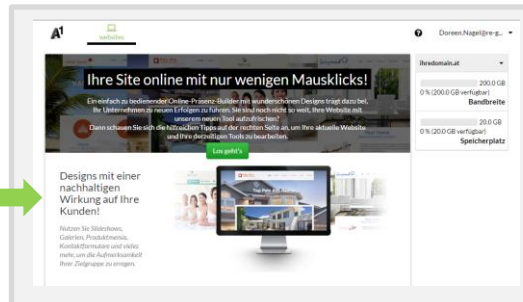 A1
websites
Doreen.Nagel@re-g...
Ihre Site online mit nur wenigen Mausklicks!
Ein einfach zu bedienender Online-Präsenz-Builder mit wunderschönen Designs trägt dazu bei,
Ihr Unternehmen zu neuen Erfolgen zu führen. Sie sind noch nicht so weit, Ihre Website mit
unserem neuen Tool aufzufrischen?
Dann schauen Sie sich die hilfreichen Tipps auf der rechten Seite an, um Ihre aktuelle Website
und Ihre derzeitigen Tools zu bearbeiten.
Los geht's
ihredomain.at
200.0 GB
0 % (200.0 GB verfügbar)
Bandbreite
20.0 GB
0 % (20.0 GB verfügbar)
Speicherplatz
Designs mit einer
nachhaltigen
Wirkung auf Ihre
Kunden!
Nutzen Sie Slideshows,
Galerien, Produktmenüs,
Kontaktformulare und vieles
mehr, um die Aufmerksamkeit
Ihrer Zielgruppe zu erregen.